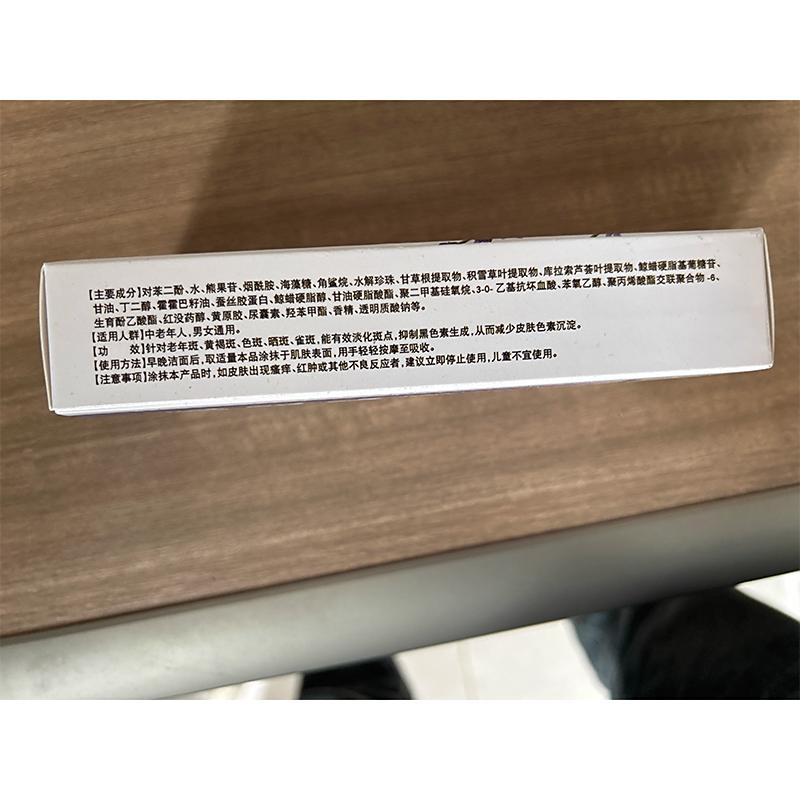 【主要成分】对苯二酚、水、熊果苷、烟酰胺、海藻糖、角鲨烷、水解珍珠、甘草根提取物、积雪草叶提取物、库拉索芦荟叶提取物、鲸蜡硬脂基葡糖苷、
甘油、丁二醇、霍霍巴籽油、蚕丝胶蛋白、鲸蜡硬脂醇、甘油硬脂酸酯、聚二甲基硅氧烷、3-O-乙基抗坏血酸、苯氧乙醇、聚丙烯酸酯交联聚合物-6、
生育酚乙酸酯、红没药醇、黄原胶、尿囊素、羟苯甲酯、香精、透明质酸钠等。
【适用人群】中老年人，男女通用。
【功 效】针对老年斑、黄褐斑、色斑、晒斑、雀斑，能有效淡化斑点，抑制黑色素生成，从而减少皮肤色素沉淀。
【使用方法】早晚洁面后，取适量本品涂抹于肌肤表面，用手轻轻按摩至吸收。
【注意事项】涂抹本产品时，如皮肤出现瘙痒、红肿或其他不良反应者，建议立即停止使用，儿童不宜使用。